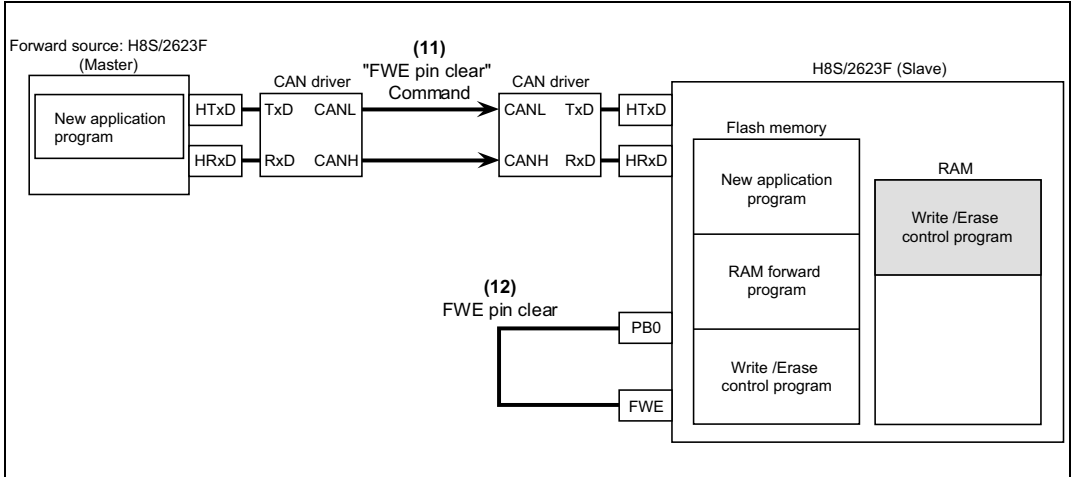 Forward source: H8S/2623F
(Master)
New application
program
HTxD
HRxD
CAN driver
TxD CANL
RxD CANH
(11)
"FWE pin clear"
Command
CAN driver
CANL TxD
CANH RxD
HTxD
HRxD
H8S/2623F (Slave)
Flash memory
New application
program
RAM forward
program
Write /Erase
control program
RAM
Write /Erase
control program
(12)
FWE pin clear
PB0
FWE